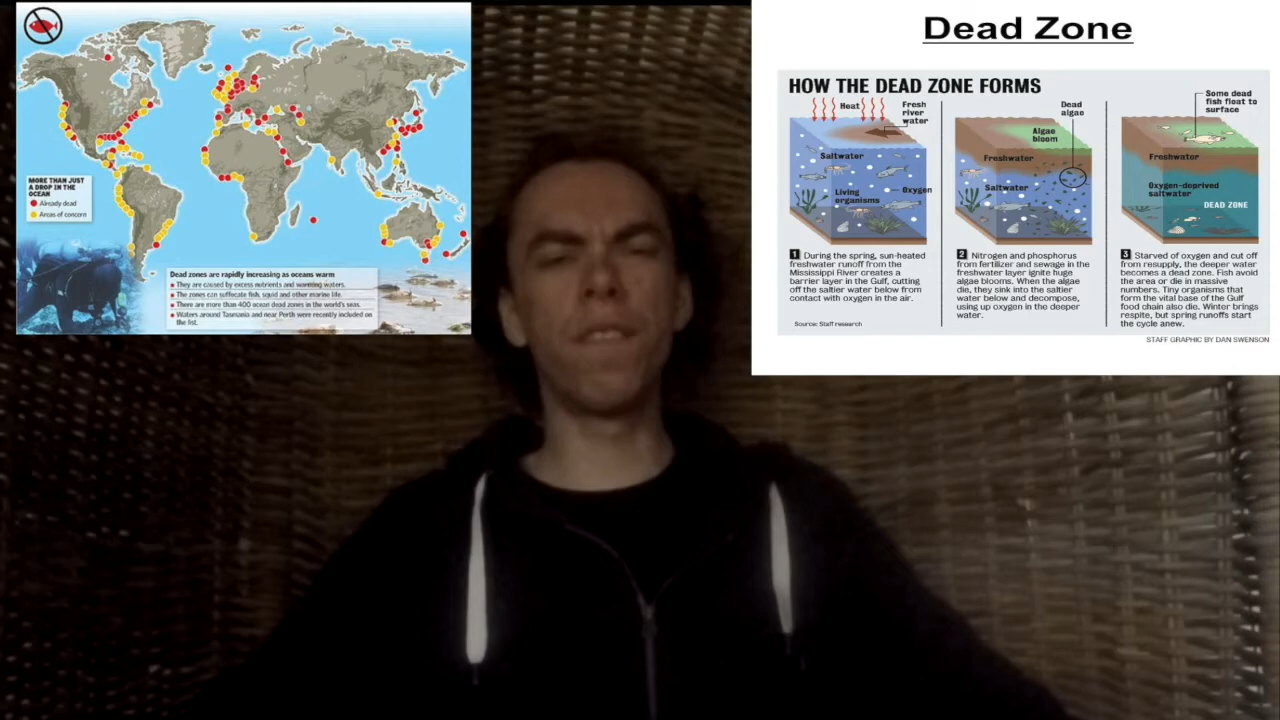 MORE THAN JUST
A DROP IN THE
OCEAN
Already dead
Areas of concern
Dead zones are rapidly increasing as oceans warm
They are caused by excess nutrients and warming waters.
The zones can suffocate fish, squid and other marine life.
There are more than 400 ocean dead zones in the world's seas.
Waters around Tasmania and near Perth were recently included on
the list.
Dead Zone
HOW THE DEAD ZONE FORMS
Heat
Fresh
river
water
Saltwater
Living
organisms
Oxygen
1 During the spring, sun-heated
freshwater runoff from the
Mississippi River creates a
barrier layer in the Gulf, cutting
off the saltier water below from
contact with oxygen in the air.
Source: Staff research
Dead
algae
Algae
bloom
Freshwater
Saltwater
2 Nitrogen and phosphorus
from fertilizer and sewage in the
freshwater layer ignite huge
algae blooms. When the algae
die, they sink into the saltier
water below and decompose,
using up oxygen in the deeper
water.
Some dead
fish float to
surface
Freshwater
Oxygen-deprived
saltwater
DEAD ZONE
3 Starved of oxygen and cut off
from resupply, the deeper water
becomes a dead zone. Fish avoid
the area or die in massive
numbers. Tiny organisms that
form the vital base of the Gulf
food chain also die. Winter brings
respite, but spring runoffs start
the cycle anew.
STAFF GRAPHIC BY DAN SWENSON